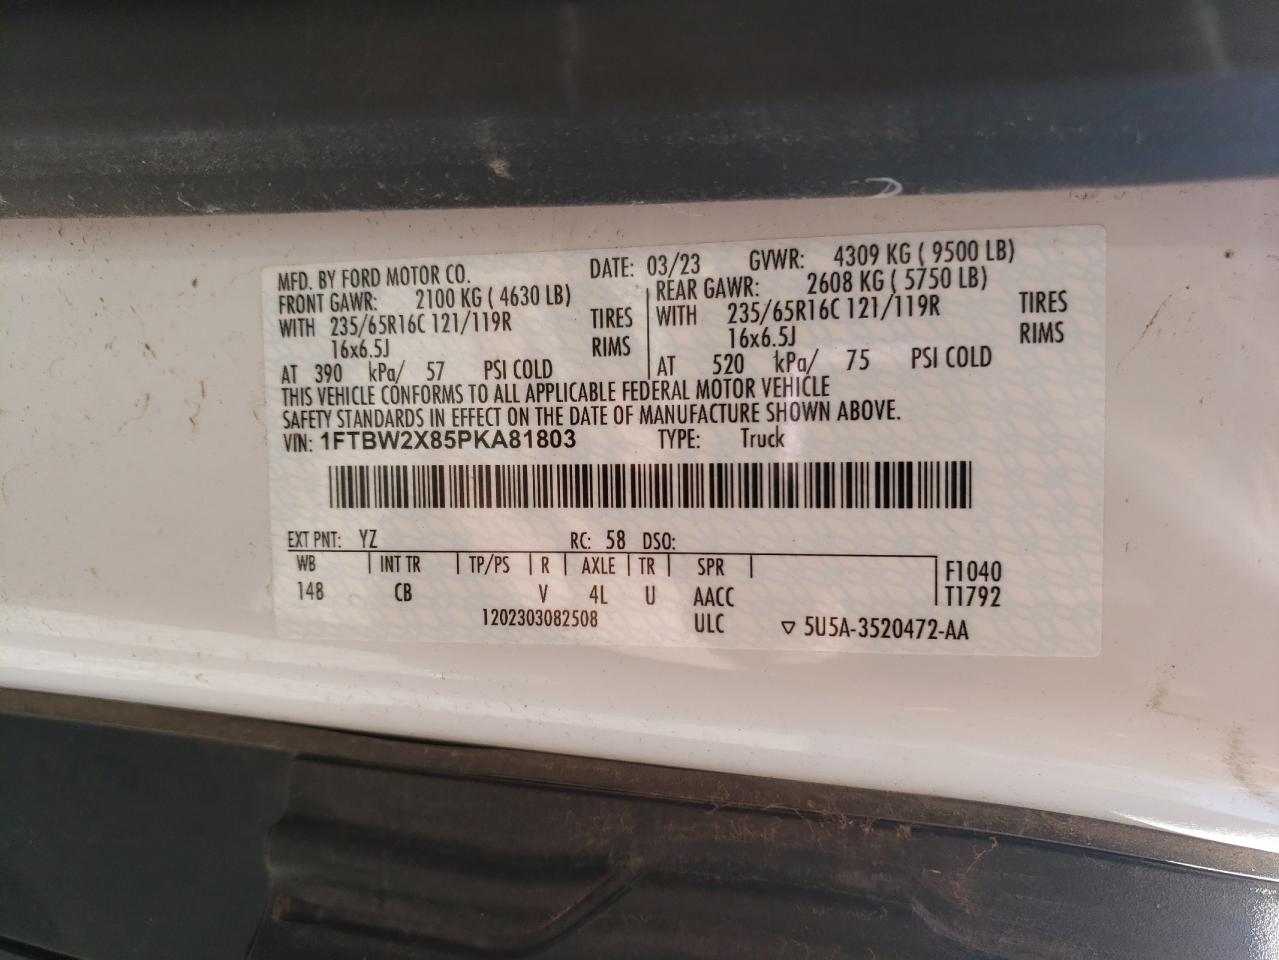 MFD. BY FORD MOTOR CO. DATE: 03/23 GVWR: 4309 KG ( 9500 LB)
FRONT GAWR: 2100 KG ( 4630 LB) REAR GAWR: 2608 KG ( 5750 LB)
WITH 235/65R16C 121/119R TIRES WITH 235/65R16C 121/119R TIRES
16x6.5J RIMS 16x6.5J RIMS
AT 390 kPa/ 57 PSI COLD AT 520 kPa/ 75 PSI COLD
THIS VEHICLE CONFORMS TO ALL APPLICABLE FEDERAL MOTOR VEHICLE
SAFETY STANDARDS IN EFFECT ON THE DATE OF MANUFACTURE SHOWN ABOVE.
VIN: 1FTBW2X85PKA81803 TYPE: Truck
EXT PNT: YZ RC: 58 DSO:
WB INT TR TP/PS R AXLE TR SPR F1040
148 CB V 4L U AACC T1792
1202303082508 ULC ▽ 5U5A-3520472-AA